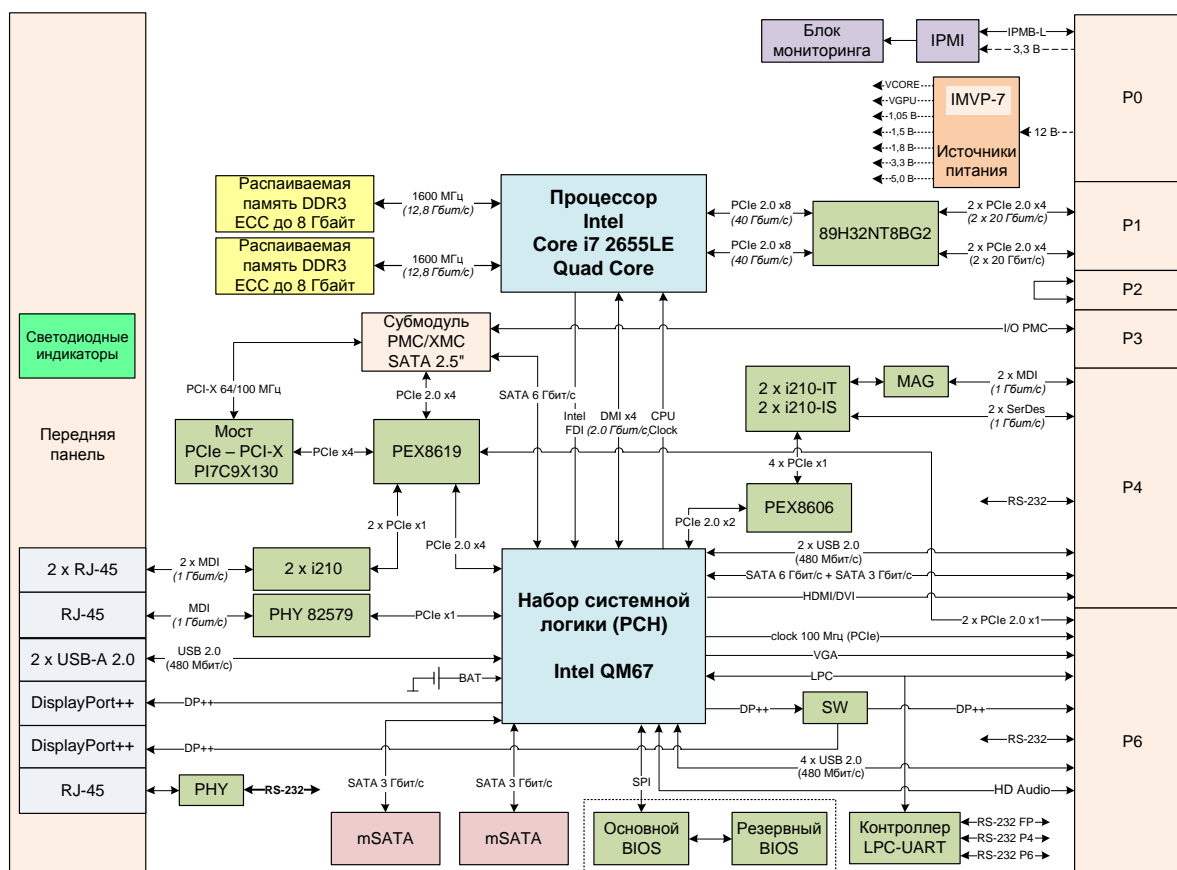 Блок
мониторинга
IPMI
IPMB-L
3,3 В
P0
VCORE
VGPU
1,05 В
1,5 В
1,8 В
3,3 В
5,0 В
IMVP-7
Источники
питания
12 В
Распаиваемая
память DDR3
ECC до 8 Гбайт
1600 МГц
(12,8 Гбит/с)
Распаиваемая
память DDR3
ECC до 8 Гбайт
1600 МГц
(12,8 Гбит/с)
Процессор
Intel
Core i7 2655LE
Quad Core
PCIe 2.0 x8
(40 Гбит/с)
PCIe 2.0 x8
(40 Гбит/с)
89H32NT8BG2
2 x PCIe 2.0 x4
(2 x 20 Гбит/с)
2 x PCIe 2.0 x4
(2 x 20 Гбит/с)
P1
P2
Светодиодные
индикаторы
Субмодуль
PMC/XMC
SATA 2.5"
I/O PMC
P3
PCI-X 64/100 МГц
PCIe 2.0 x4
SATA 6 Гбит/с
Intel
FDI
DMI x4
(2.0 Гбит/с)
CPU
Clock
2 x i210-IT
2 x i210-IS
MAG
2 x MDI
(1 Гбит/с)
2 x SerDes
(1 Гбит/с)
Передняя
панель
Мост
PCIe – PCI-X
PI7C9X130
PCIe x4
PEX8619
4 x PCIe x1
PEX8606
RS-232
P4
2 x PCIe x1
PCIe 2.0 x4
PCIe 2.0 x2
2 x RJ-45
2 x MDI
(1 Гбит/с)
2 x i210
RJ-45
MDI
(1 Гбит/с)
PHY 82579
PCIe x1
Набор системной
логики (PCH)
Intel QM67
2 x USB 2.0
(480 Мбит/с)
SATA 6 Гбит/с + SATA 3 Гбит/с
HDMI/DVI
2 x PCIe 2.0 x1
clock 100 Мгц (PCIe)
VGA
LPC
2 x USB-A 2.0
USB 2.0
(480 Мбит/с)
BAT
DisplayPort++
DP++
DP++
SW
DP++
DisplayPort++
DP++
RS-232
P6
4 x USB 2.0
(480 Мбит/с)
RJ-45
PHY
RS-232
SATA 3 Гбит/с
SATA 3 Гбит/с
SPI
HD Audio
mSATA
mSATA
Основной
BIOS
Резервный
BIOS
Контроллер
LPC-UART
RS-232 FP
RS-232 P4
RS-232 P6